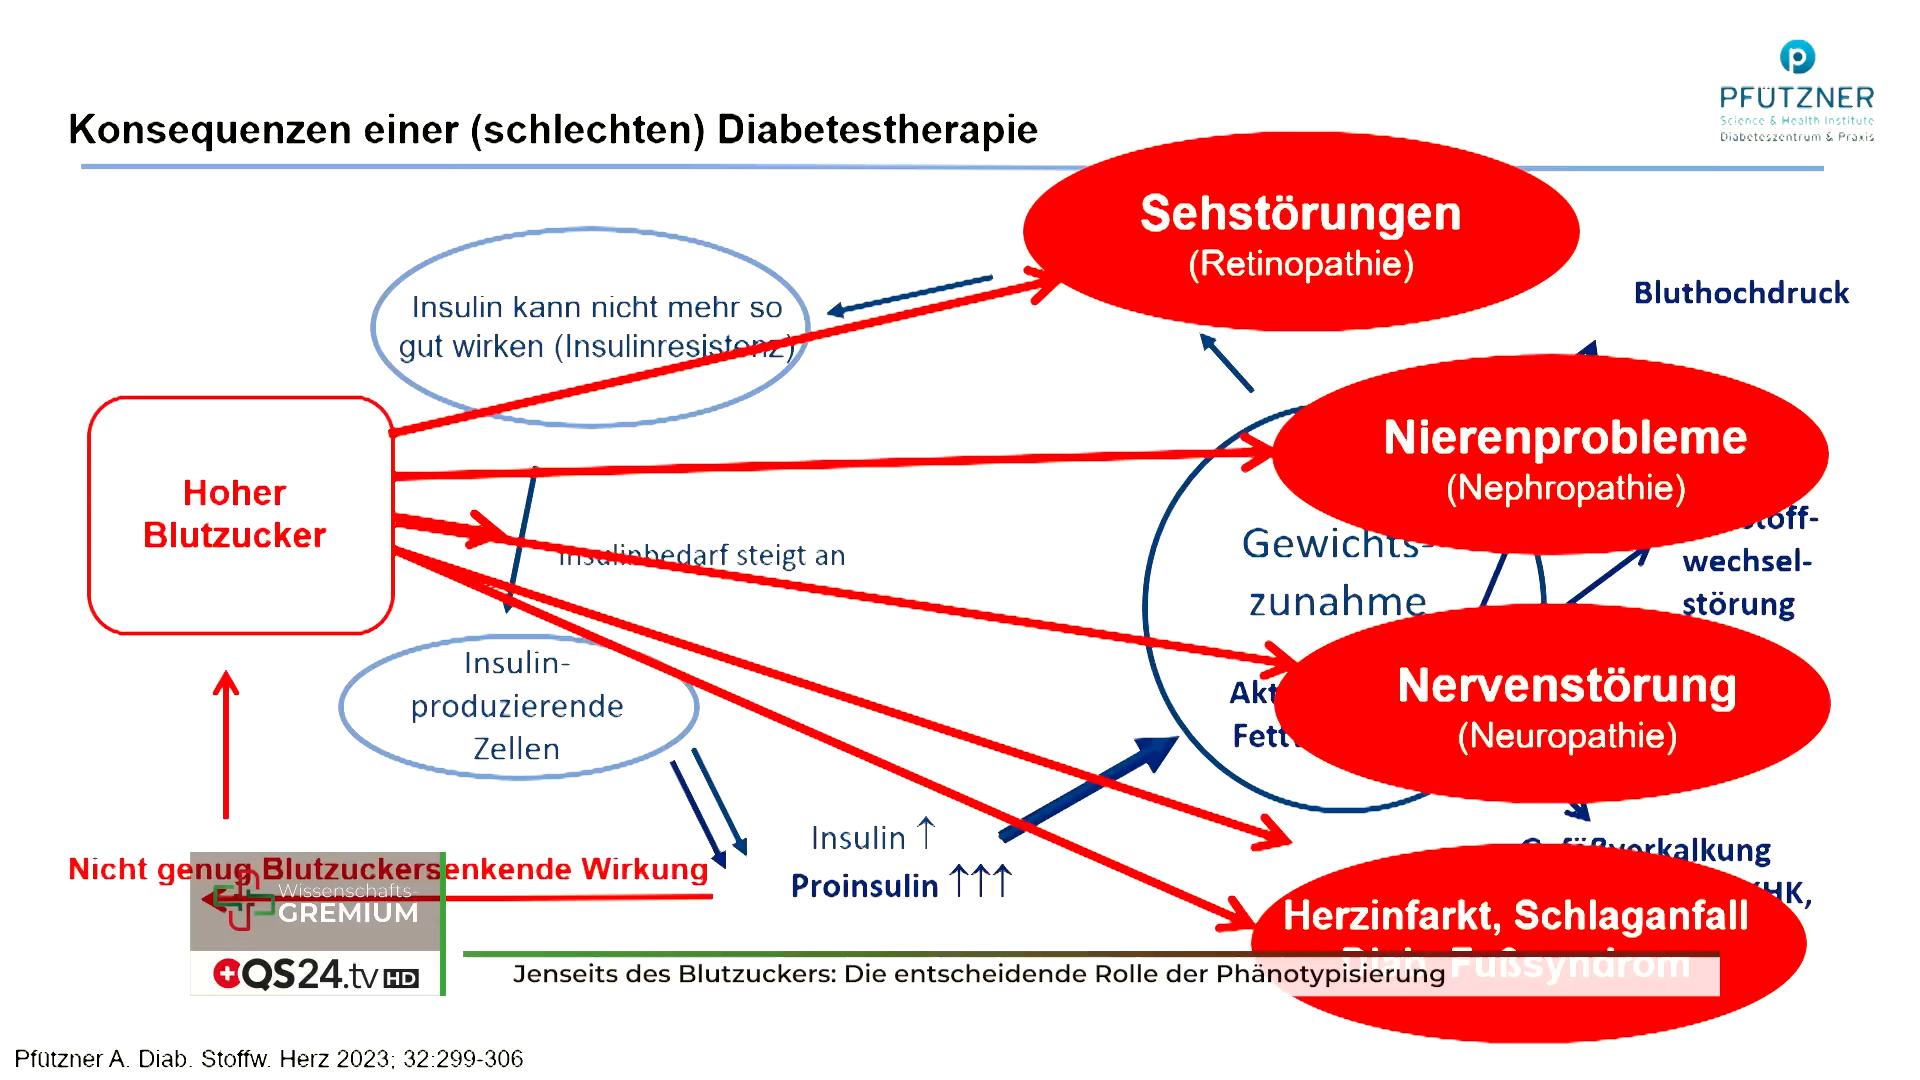 PFÜTZNER
Science & Health Institute
Diabeteszentrum & Praxis
Konsequenzen einer (schlechten) Diabetestherapie
Sehstörungen
(Retinopathie)
Bluthochdruck
Insulin kann nicht mehr so
gut wirken (Insulinresistenz)
Nierenprobleme
(Nephropathie)
Hoher
Blutzucker
Insulinbedarf steigt an
Gewichts-
zunahme
stoff-
wechsel-
störung
Insulin-
produzierende
Zellen
Nervenstörung
(Neuropathie)
Insulin ↑
Proinsulin ↑↑↑
Gefäßverkalkung
KHK,
Nicht genug Blutzuckersenkende Wirkung
Herzinfarkt, Schlaganfall
Diab. Fußsyndrom
Wissenschafts-
GREMIUM
QS24.tv HD
Jenseits des Blutzuckers: Die entscheidende Rolle der Phänotypisierung
Pfützner A. Diab. Stoffw. Herz 2023; 32:299-306